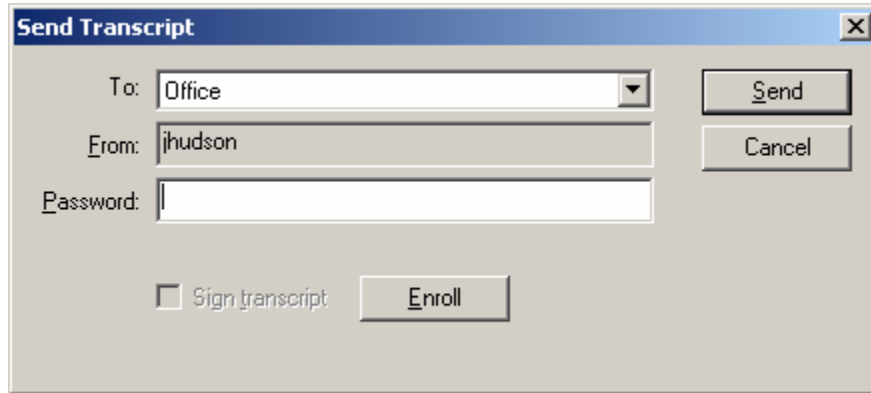 Send Transcript
To: Office Send
From: jhudson Cancel
Password:
Sign transcript Enroll